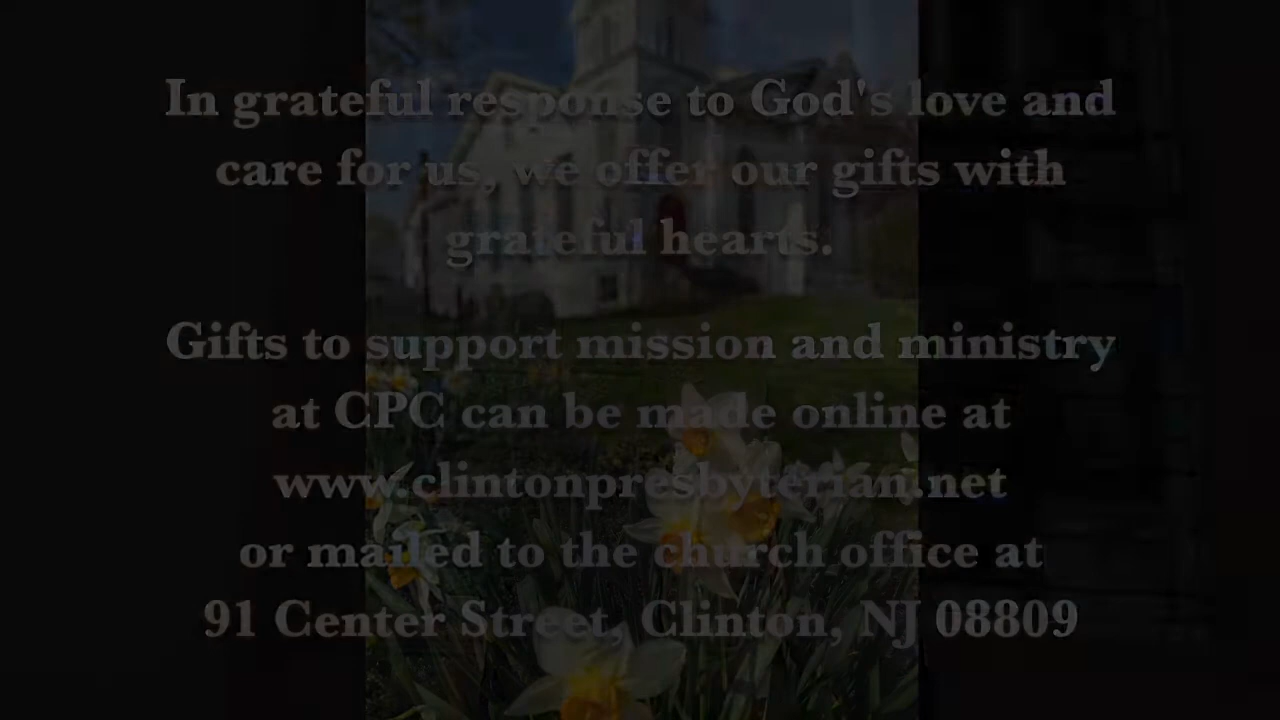 In grateful response to God's love and
care for us, we offer our gifts with
grateful hearts.
Gifts to support mission and ministry
at CPC can be made online at
www.clintonpresbyterian.net
or mailed to the church office at
91 Center Street, Clinton, NJ 08809